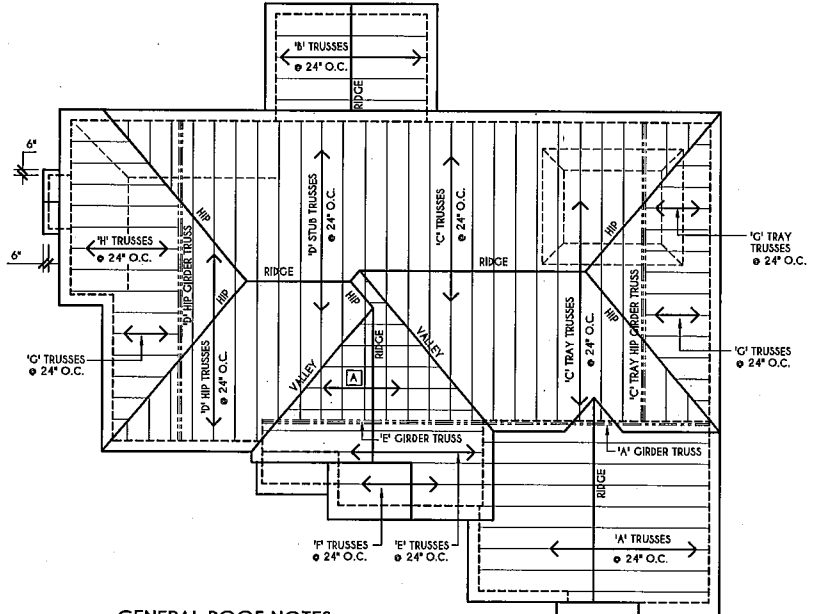 'B' TRUSSES
@ 24" O.C.
RIDGE
6"
6"
HIP
'H' TRUSSES
@ 24" O.C.
'D' HIP GIRDER TRUSS
'D' STUB TRUSSES
@ 24" O.C.
'C' TRUSSES
@ 24" O.C.
HIP
'G' TRAY
TRUSSES
@ 24" O.C.
RIDGE
RIDGE
HIP
HIP
HIP
'C' TRAY TRUSSES
@ 24" O.C.
'C' TRAY HIP GIRDER TRUSS
'G' TRUSSES
@ 24" O.C.
'G' TRUSSES
@ 24" O.C.
'D' HIP TRUSSES
@ 24" O.C.
VALLEY
RIDGE
VALLEY
A
'E' GIRDER TRUSS
'A' GIRDER TRUSS
RIDGE
'F' TRUSSES
@ 24" O.C.
'E' TRUSSES
@ 24" O.C.
'A' TRUSSES
@ 24" O.C.
GENERAL ROOF NOTES